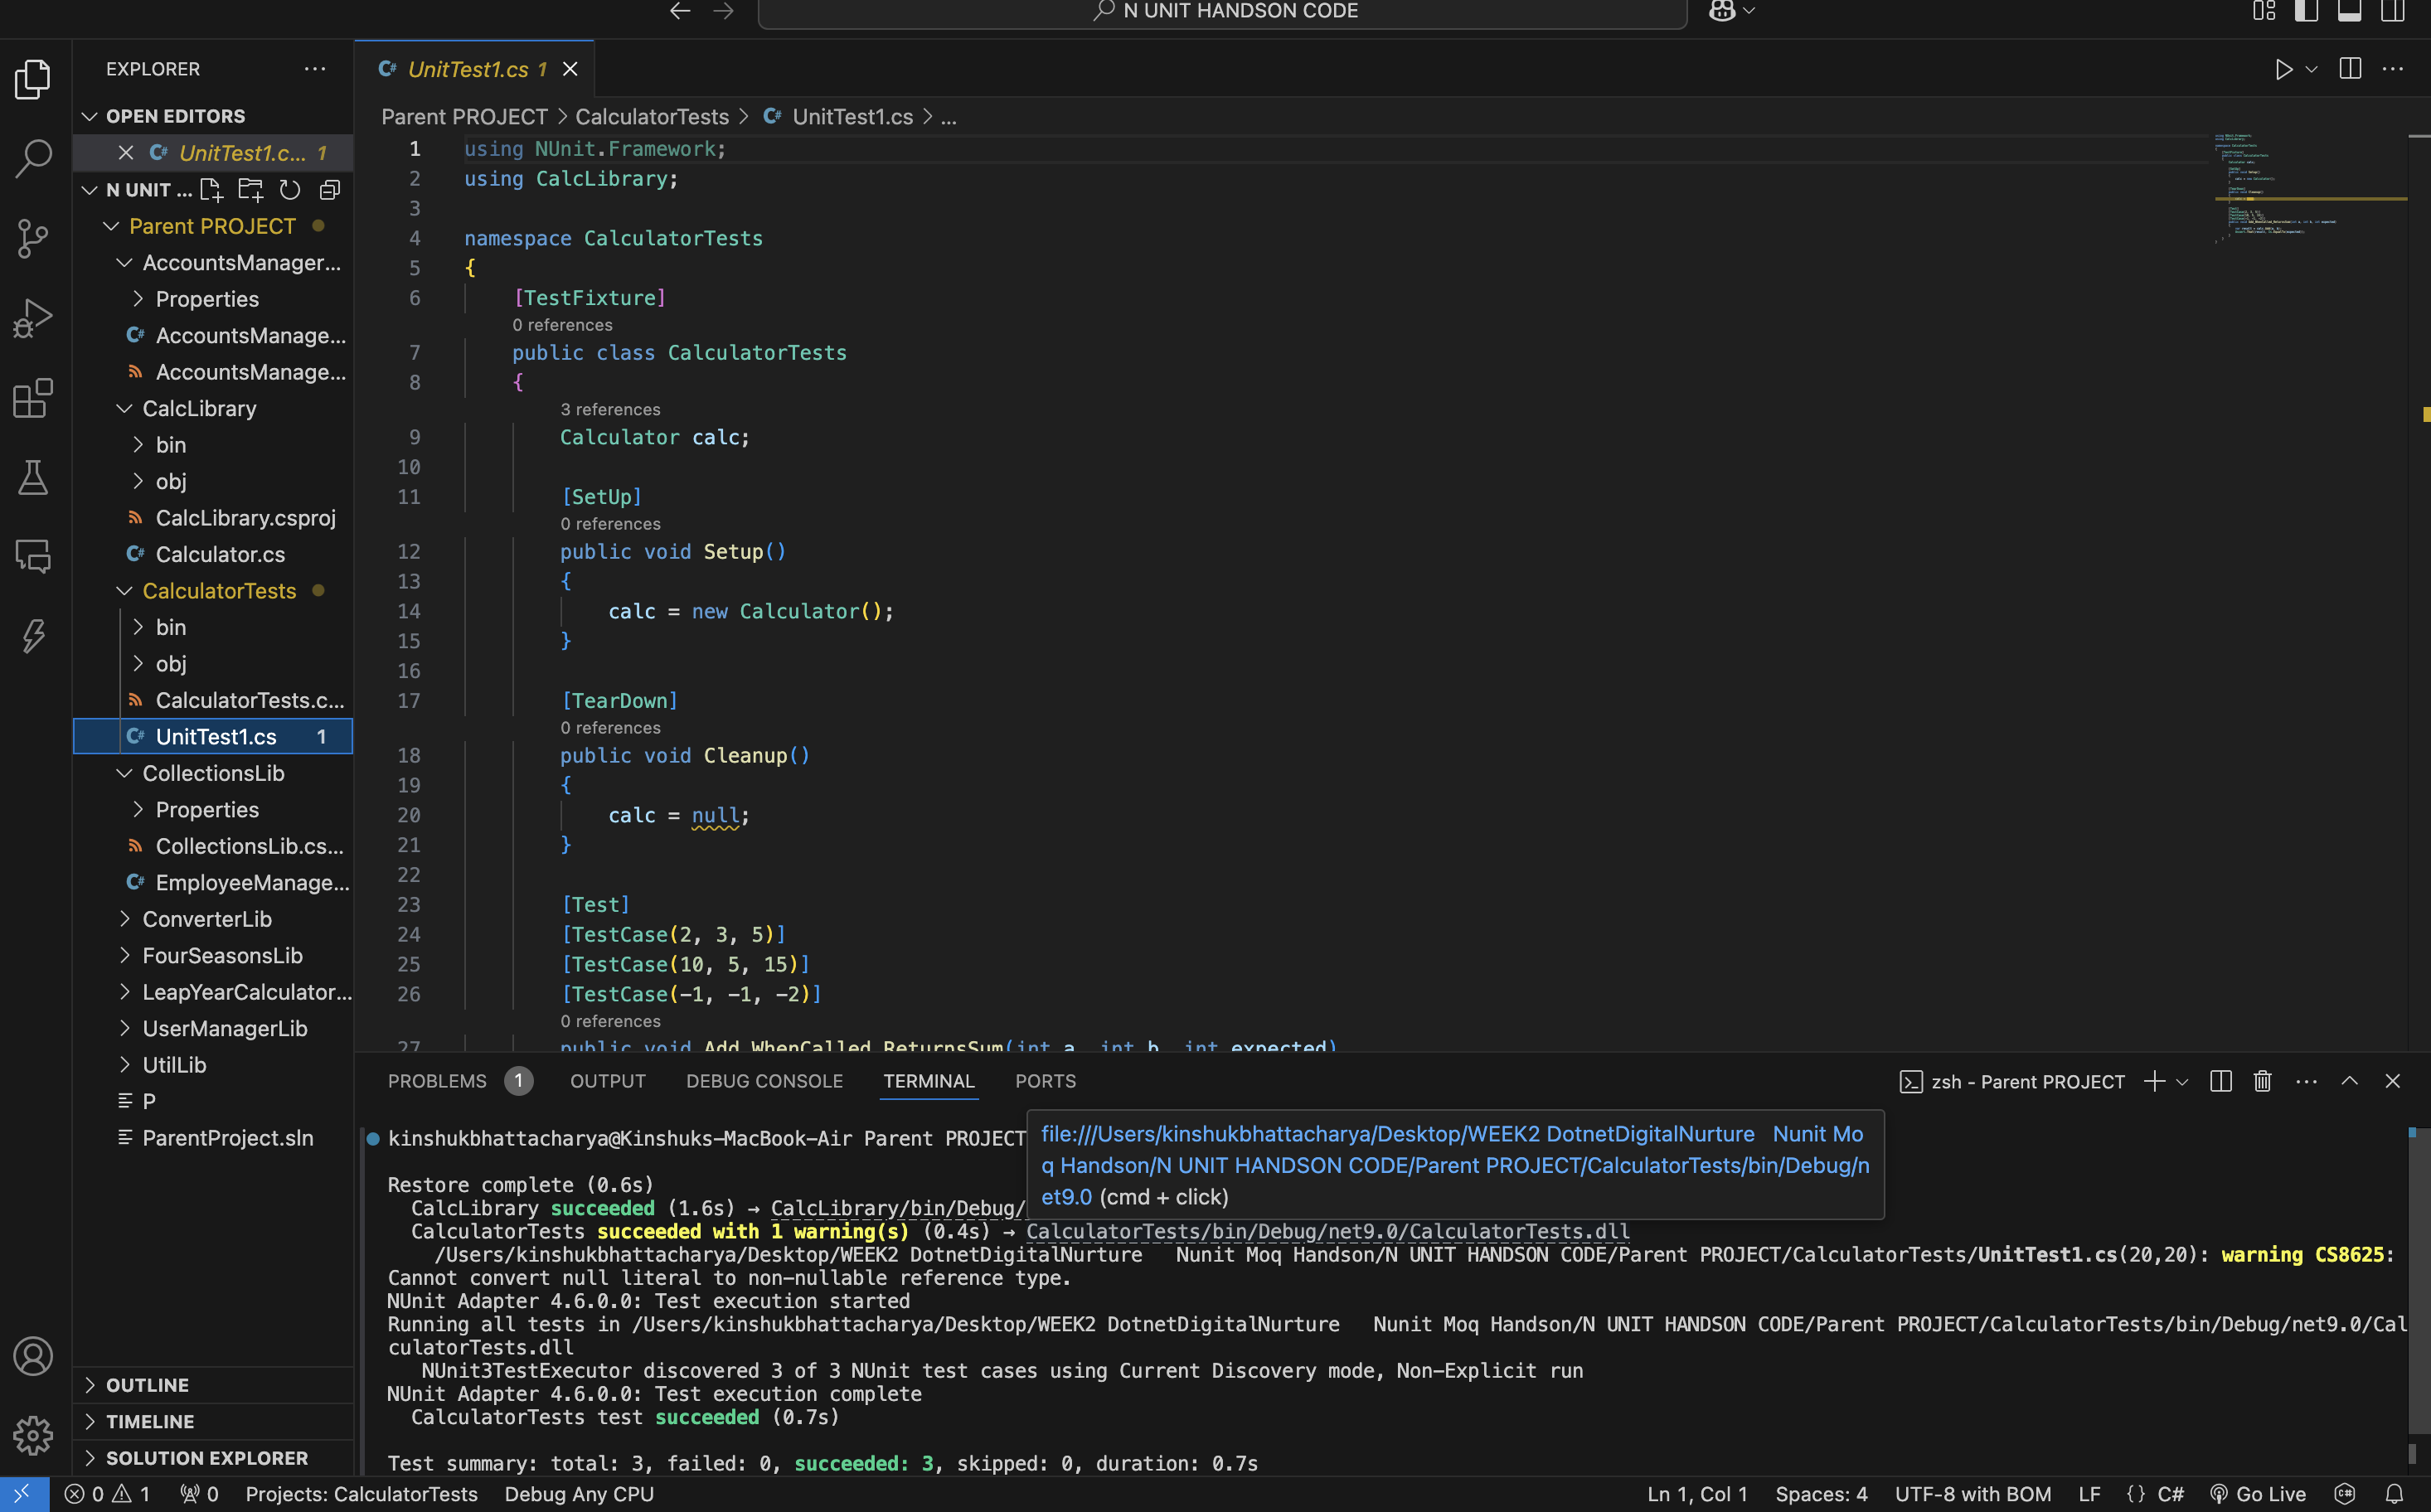 N UNIT HANDSON CODE
EXPLORER
OPEN EDITORS
UnitTest1.c... 1
N UNIT ...
Parent PROJECT
AccountsManager...
Properties
AccountsManage...
AccountsManage...
CalcLibrary
bin
obj
CalcLibrary.csproj
Calculator.cs
CalculatorTests
bin
obj
CalculatorTests.c...
UnitTest1.cs 1
CollectionsLib
Properties
CollectionsLib.cs...
EmployeeManage...
ConverterLib
FourSeasonsLib
LeapYearCalculator...
UserManagerLib
UtilLib
P
ParentProject.sln
OUTLINE
TIMELINE
SOLUTION EXPLORER
UnitTest1.cs 1
Parent PROJECT > CalculatorTests > UnitTest1.cs > ...
1 using NUnit.Framework;
2 using CalcLibrary;
3
4 namespace CalculatorTests
5 {
6 [TestFixture]
0 references
7 public class CalculatorTests
8 {
3 references
9 Calculator calc;
10
11 [SetUp]
0 references
12 public void Setup()
13 {
14 calc = new Calculator();
15 }
16
17 [TearDown]
0 references
18 public void Cleanup()
19 {
20 calc = null;
21 }
22
23 [Test]
24 [TestCase(2, 3, 5)]
25 [TestCase(10, 5, 15)]
26 [TestCase(-1, -1, -2)]
0 references
27 public void Add_WhenCalled_ReturnsSum(int a, int b, int expected)
PROBLEMS 1 OUTPUT DEBUG CONSOLE TERMINAL PORTS
zsh - Parent PROJECT
kinshukbhattacharya@Kinshuks-MacBook-Air Parent PROJECT
file:///Users/kinshukbhattacharya/Desktop/WEEK2 DotnetDigitalNurture   Nunit Mo
q Handson/N UNIT HANDSON CODE/Parent PROJECT/CalculatorTests/bin/Debug/n
et9.0 (cmd + click)
Restore complete (0.6s)
CalcLibrary succeeded (1.6s) → CalcLibrary/bin/Debug/
CalculatorTests succeeded with 1 warning(s) (0.4s) → CalculatorTests/bin/Debug/net9.0/CalculatorTests.dll
/Users/kinshukbhattacharya/Desktop/WEEK2 DotnetDigitalNurture   Nunit Moq Handson/N UNIT HANDSON CODE/Parent PROJECT/CalculatorTests/UnitTest1.cs(20,20): warning CS8625:
Cannot convert null literal to non-nullable reference type.
NUnit Adapter 4.6.0.0: Test execution started
Running all tests in /Users/kinshukbhattacharya/Desktop/WEEK2 DotnetDigitalNurture   Nunit Moq Handson/N UNIT HANDSON CODE/Parent PROJECT/CalculatorTests/bin/Debug/net9.0/Cal
culatorTests.dll
NUnit3TestExecutor discovered 3 of 3 NUnit test cases using Current Discovery mode, Non-Explicit run
NUnit Adapter 4.6.0.0: Test execution complete
CalculatorTests test succeeded (0.7s)
Test summary: total: 3, failed: 0, succeeded: 3, skipped: 0, duration: 0.7s
0 1 0 Projects: CalculatorTests Debug Any CPU Ln 1, Col 1 Spaces: 4 UTF-8 with BOM LF {} C# Go Live